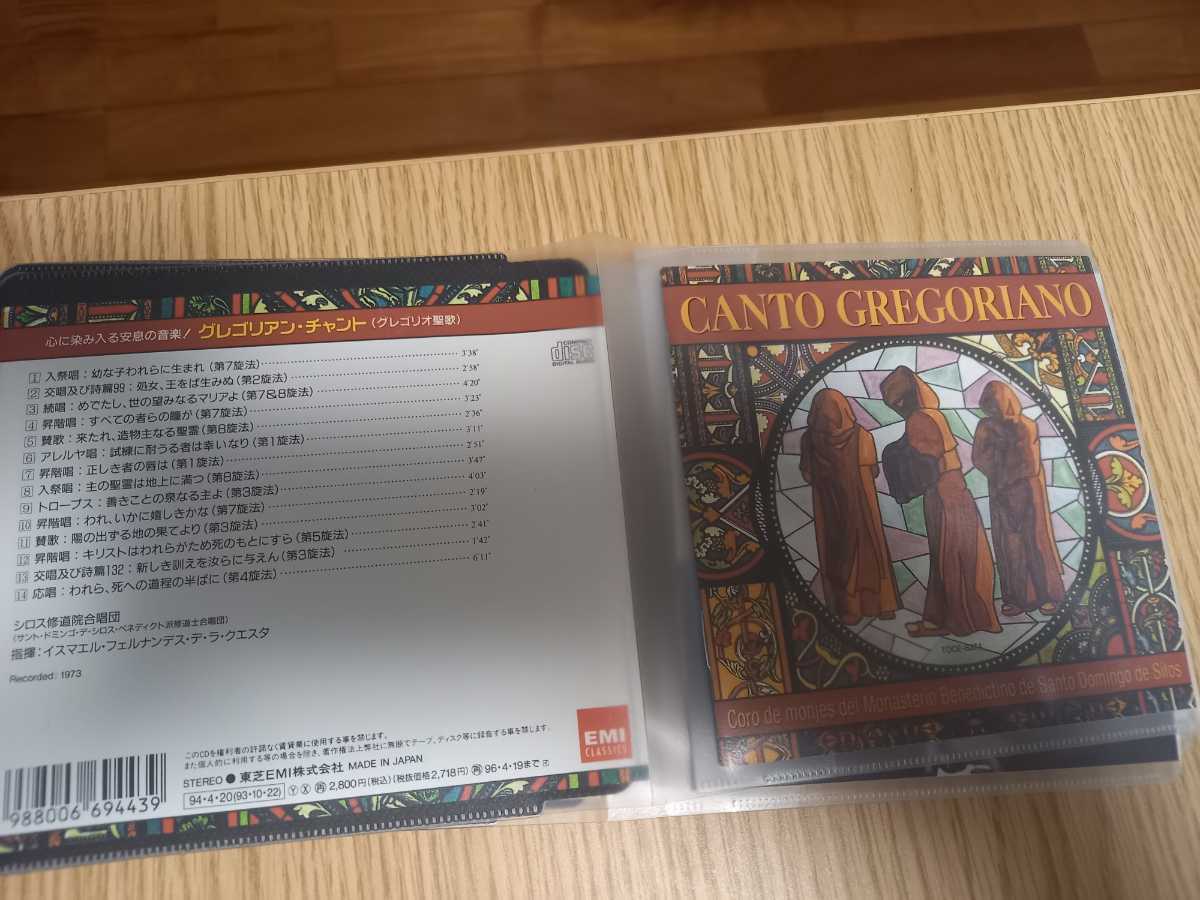 心に染み入る安息の音楽! グレゴリアン・チャント(グレゴリオ聖歌)
COMPACT disc DIGITAL AUDIO
1 入祭唱:幼な子われらに生まれ(第7旋法) 3'38"
2 交唱及び詩篇99:処女、王をば生みぬ(第2旋法) 2'58"
3 続唱:めでたし、世の望みなるマリアよ(第7&8旋法) 4'20"
4 昇階唱:すべての者らの瞳が(第7旋法) 3'23"
5 賛歌:来たれ、造物主なる聖霊(第8旋法) 2'36"
6 アレルヤ唱:試練に耐うる者は幸いなり(第1旋法) 3'11"
7 昇階唱:正しき者の唇は(第1旋法) 2'51"
8 入祭唱:主の聖霊は地上に満つ(第8旋法) 3'47"
9 トロープス:善きことの泉なる主よ(第3旋法) 4'03"
10 昇階唱:われ、いかに嬉しきかな(第7旋法) 2'19"
11 賛歌:陽の出ずる地の果てより(第3旋法) 3'02"
12 昇階唱:キリストはわれらがため死のもとにすら(第5旋法) 2'41"
13 交唱及び詩篇132:新しき訓えを汝らに与えん(第3旋法) 1'42"
14 応唱:われら、死への道程の半ばに(第4旋法) 6'11"
シロス修道院合唱団
(サント・ドミンゴ・デ・シロス・ベネディクト派修道士合唱団)
指揮:イスマエル・フェルナンデス・デ・ラ・クエスタ
Recorded: 1973
このCDを権利者の許諾なく賃貸業に使用する事を禁じます。
また個人的に利用する等の場合を除き、著作権法上弊社に無断でテープ、ディスク等に録音する事を禁じます。
STEREO ● 東芝EMI株式会社 MADE IN JAPAN
94・4・20(93・10・22) Y X 再 2,800円(税込)(税抜価格2,718円) 再 96・4・19まで
988006 694439
EMI
CLASSICS
CANTO GREGORIANO
Coro de monjes del Monasterio Benedictino de Santo Domingo de Silos